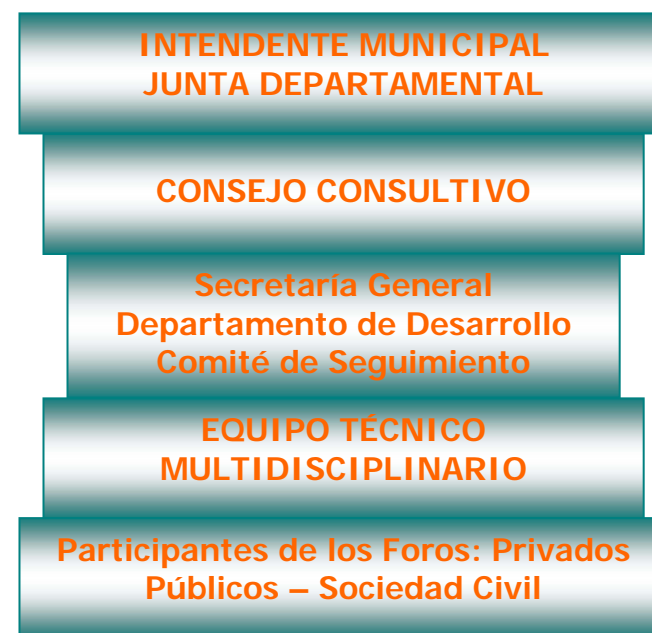 INTENDENTE MUNICIPAL
JUNTA DEPARTAMENTAL
CONSEJO CONSULTIVO
Secretaría General
Departamento de Desarrollo
Comité de Seguimiento
EQUIPO TÉCNICO
MULTIDISCIPLINARIO
Participantes de los Foros: Privados
Públicos – Sociedad Civil